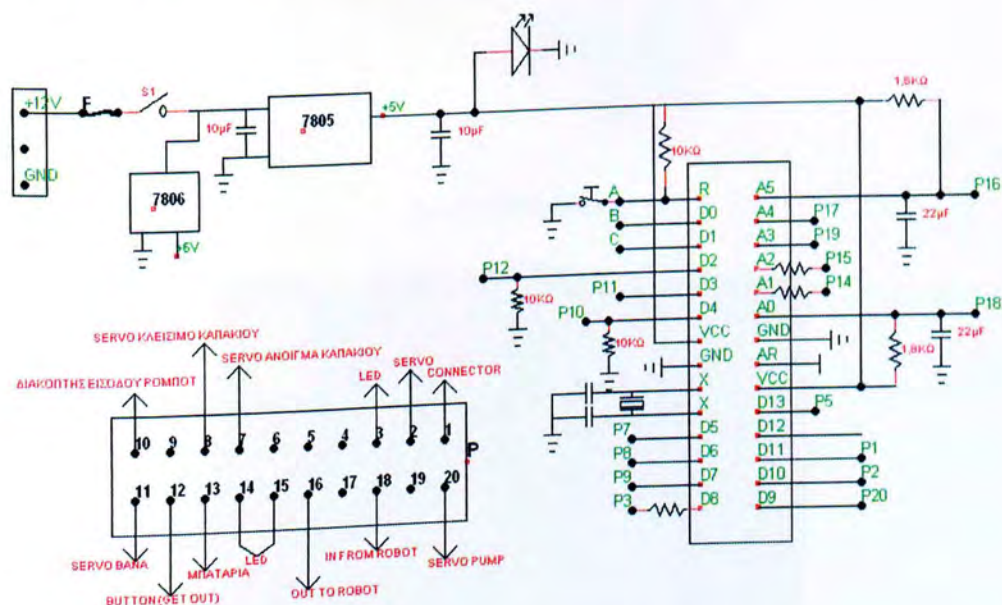 +12V
GND
F
S1
10µF
7805
+5V
10µF
7806
1,8KΩ
10KΩ
A
B
C
P12
10KΩ
P11
P10
10KΩ
P7
P8
P9
P3
R
D0
D1
D2
D3
D4
VCC
GND
X
X
D5
D6
D7
D8
A5
A4
A3
A2
A1
A0
GND
AR
VCC
D13
D12
D11
D10
D9
P16
22µF
P17
P19
P15
P14
P18
22µF
1,8KΩ
P5
P1
P2
P20
SERVO ΚΛΕΙΣΙΜΟ ΚΑΠΑΚΙΟΥ
SERVO ΑΝΟΙΓΜΑ ΚΑΠΑΚΙΟΥ
ΔΙΑΚΟΠΤΗΣ ΕΙΣΟΔΟΥ ΡΟΜΠΟΤ
LED
SERVO
CONNECTOR
10 9 8 7 6 5 4 3 2 1
P
11 12 13 14 15 16 17 18 19 20
SERVO ΒΑΝΑ
BUTTON(GET OUT)
ΜΠΑΤΑΡΙΑ
LED
OUT TO ROBOT
IN FROM ROBOT
SERVO PUMP